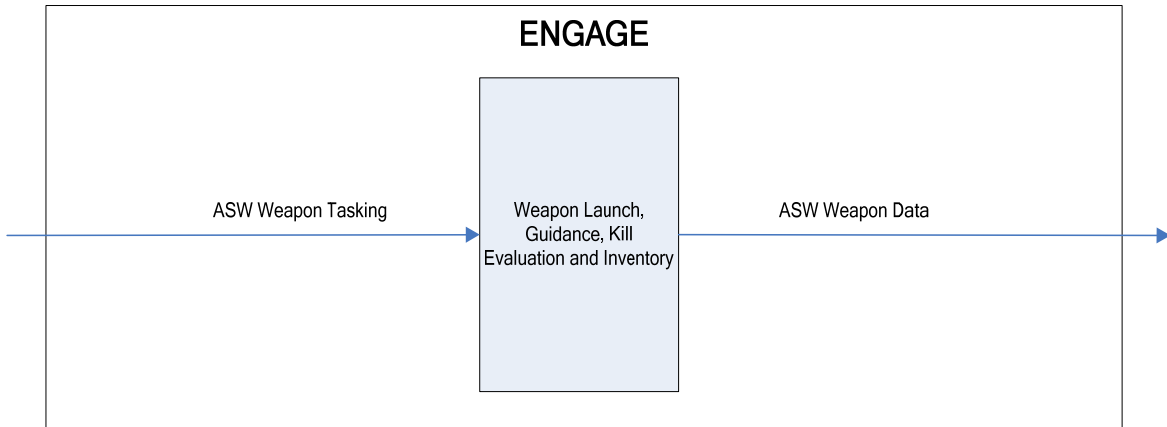 ENGAGE
ASW Weapon Tasking
Weapon Launch,
Guidance, Kill
Evaluation and Inventory
ASW Weapon Data